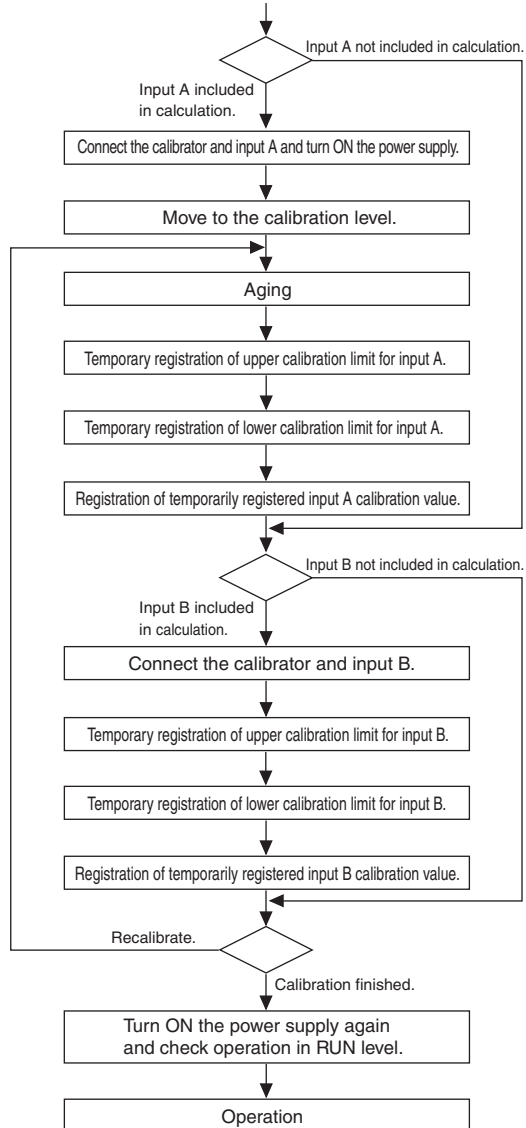 Input A not included in calculation.
Input A included
in calculation.
Connect the calibrator and input A and turn ON the power supply.
Move to the calibration level.
Aging
Temporary registration of upper calibration limit for input A.
Temporary registration of lower calibration limit for input A.
Registration of temporarily registered input A calibration value.
Input B not included in calculation.
Input B included
in calculation.
Connect the calibrator and input B.
Temporary registration of upper calibration limit for input B.
Temporary registration of lower calibration limit for input B.
Registration of temporarily registered input B calibration value.
Recalibrate.
Calibration finished.
Turn ON the power supply again
and check operation in RUN level.
Operation